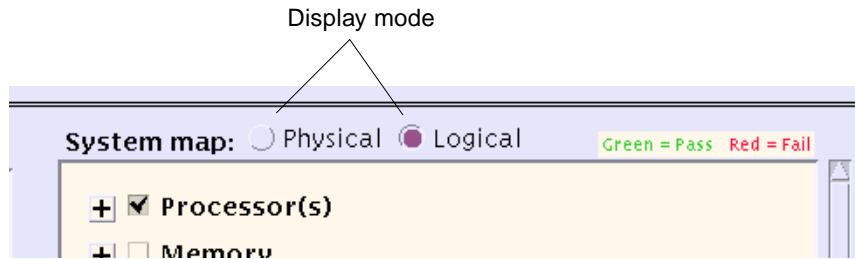 Display mode
System map: Physical Logical
Green = Pass Red = Fail
Processor(s)
Memory